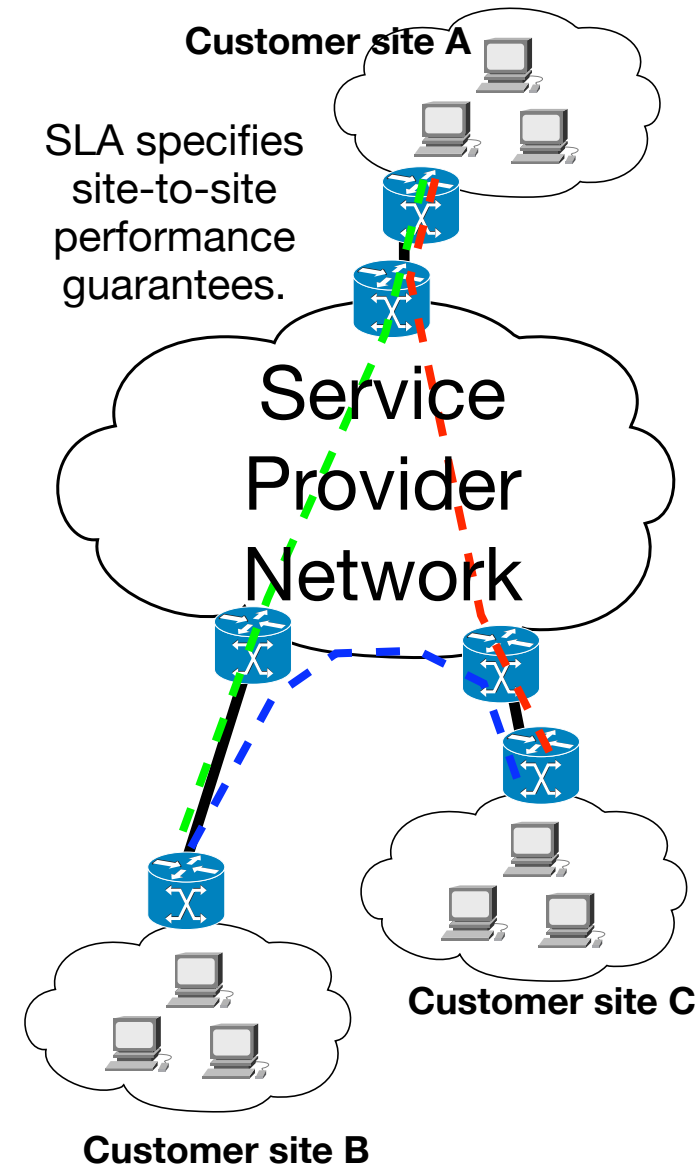 Customer site A
SLA specifies
site-to-site
performance
guarantees.
Service
Provider
Network
Customer site C
Customer site B